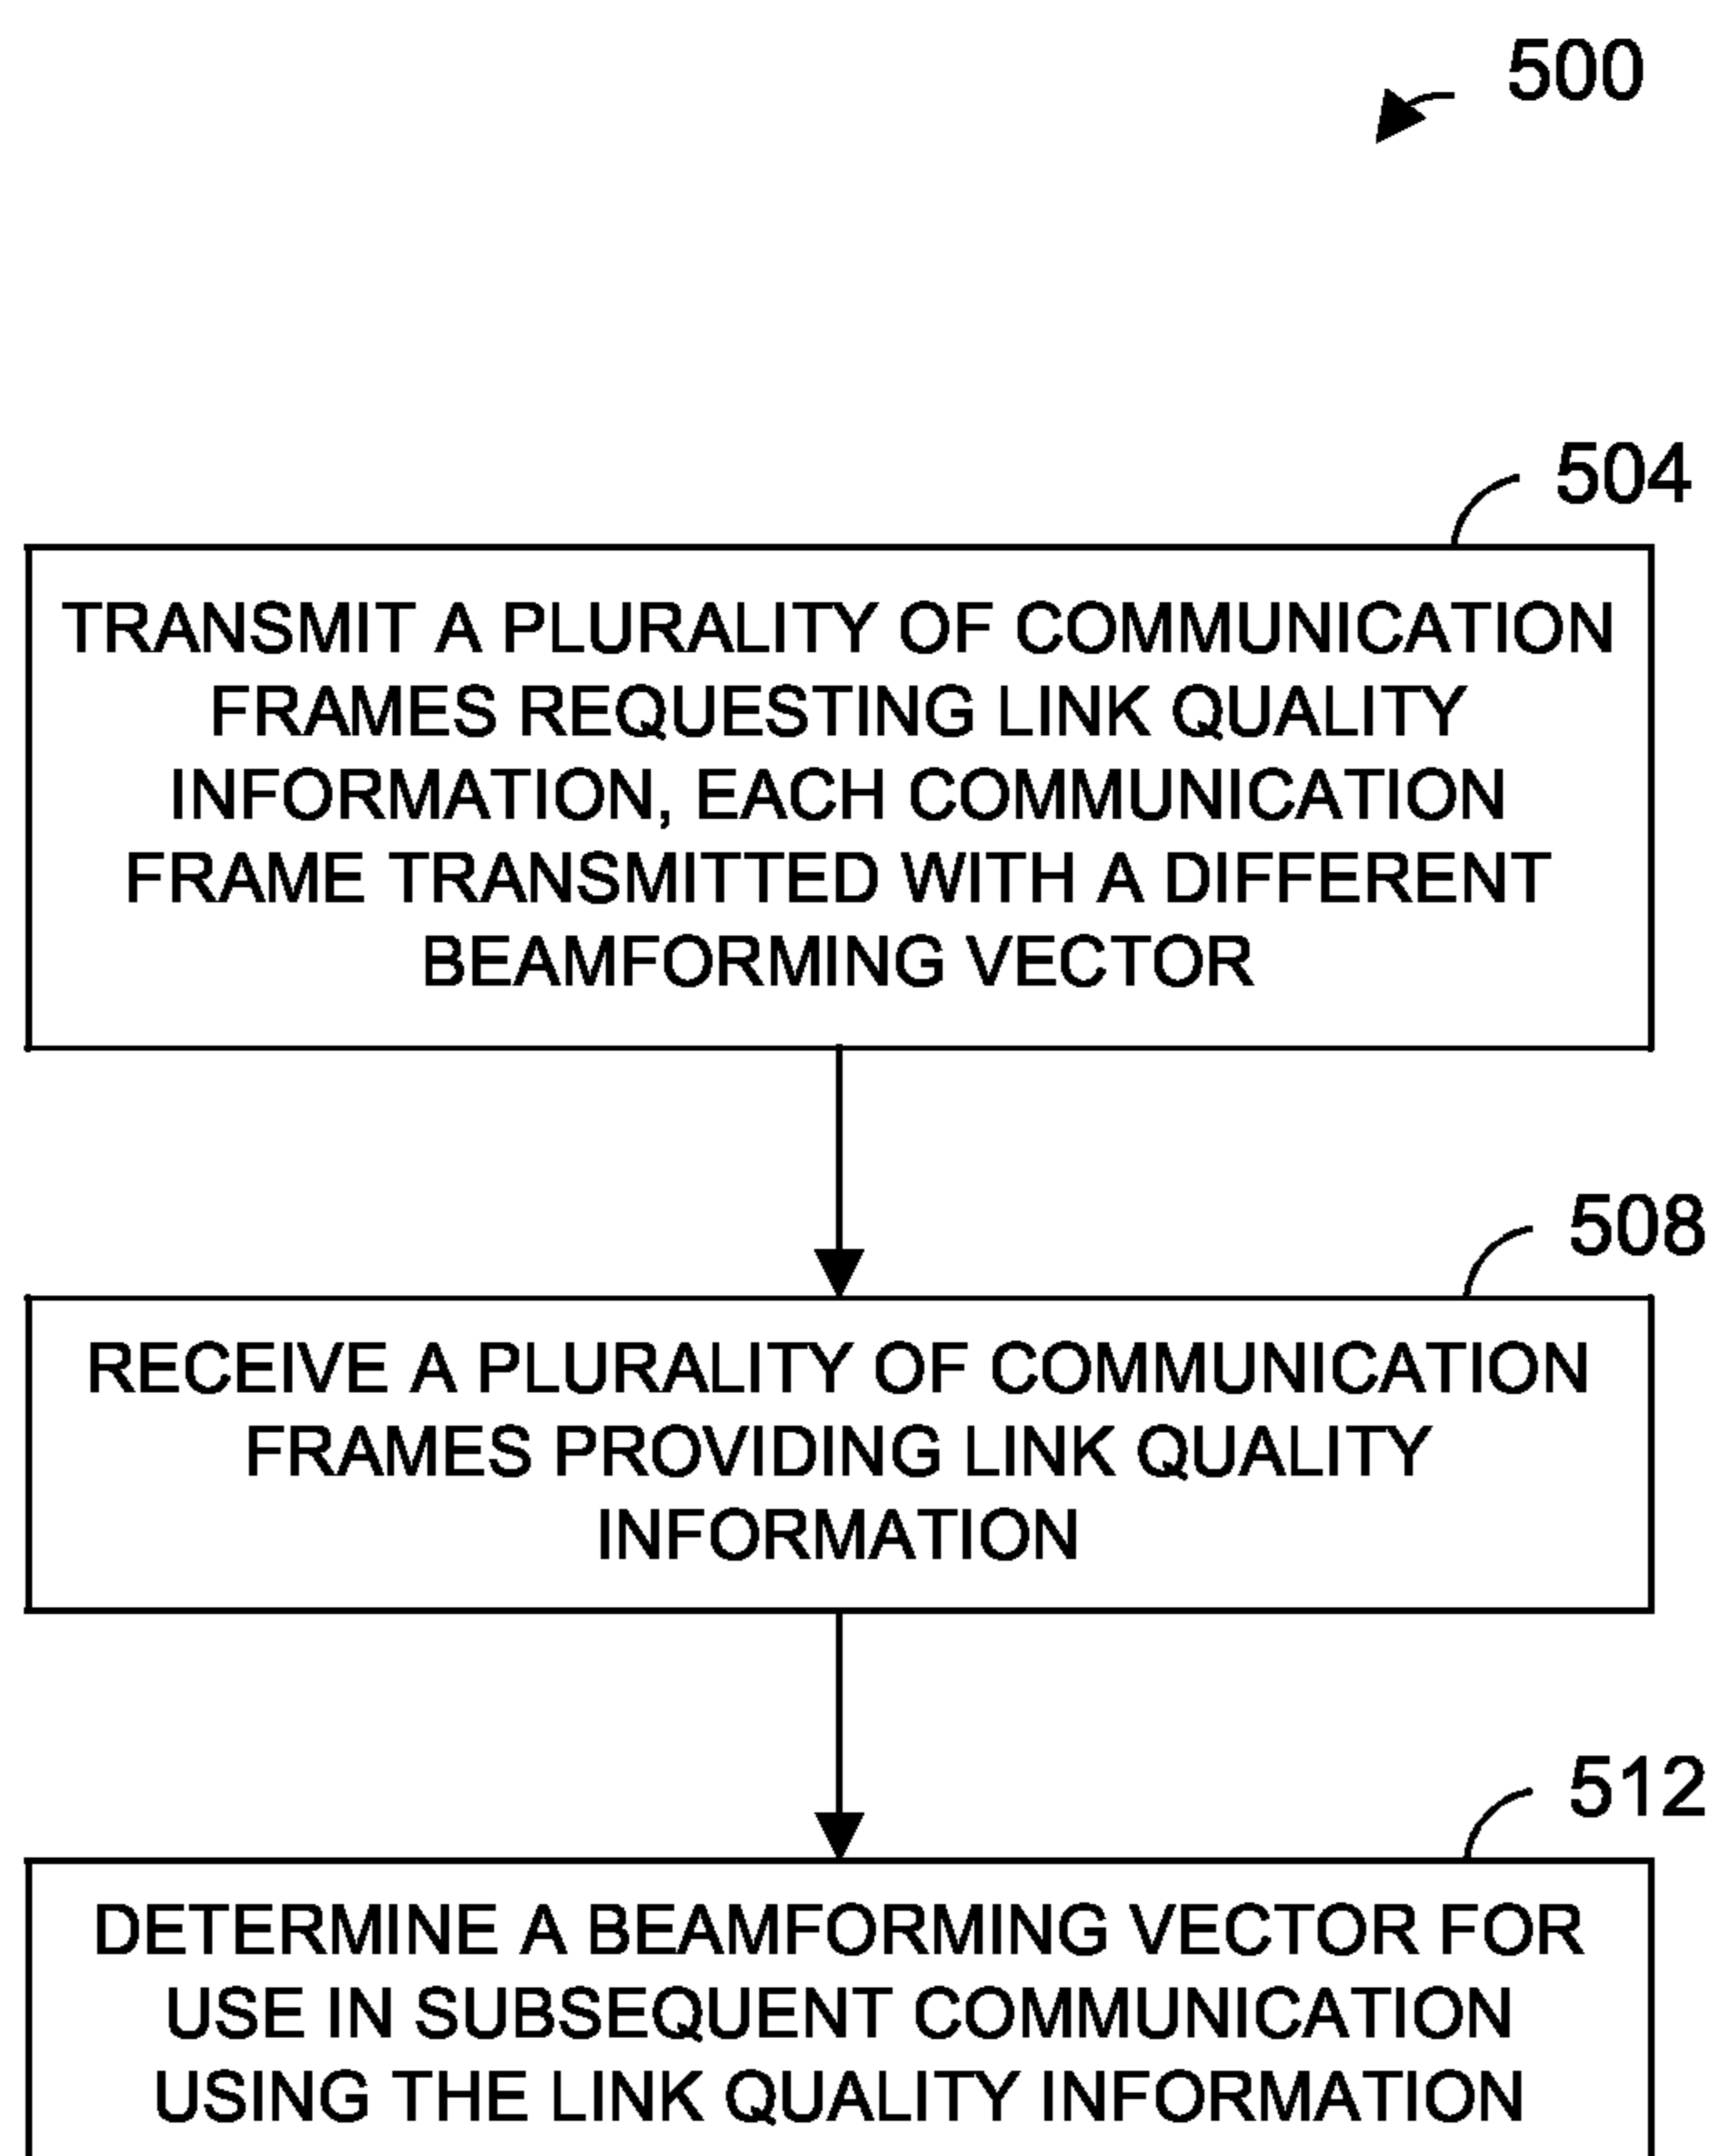 500
504
TRANSMIT A PLURALITY OF COMMUNICATION
FRAMES REQUESTING LINK QUALITY
INFORMATION, EACH COMMUNICATION
FRAME TRANSMITTED WITH A DIFFERENT
BEAMFORMING VECTOR
508
RECEIVE A PLURALITY OF COMMUNICATION
FRAMES PROVIDING LINK QUALITY
INFORMATION
512
DETERMINE A BEAMFORMING VECTOR FOR
USE IN SUBSEQUENT COMMUNICATION
USING THE LINK QUALITY INFORMATION